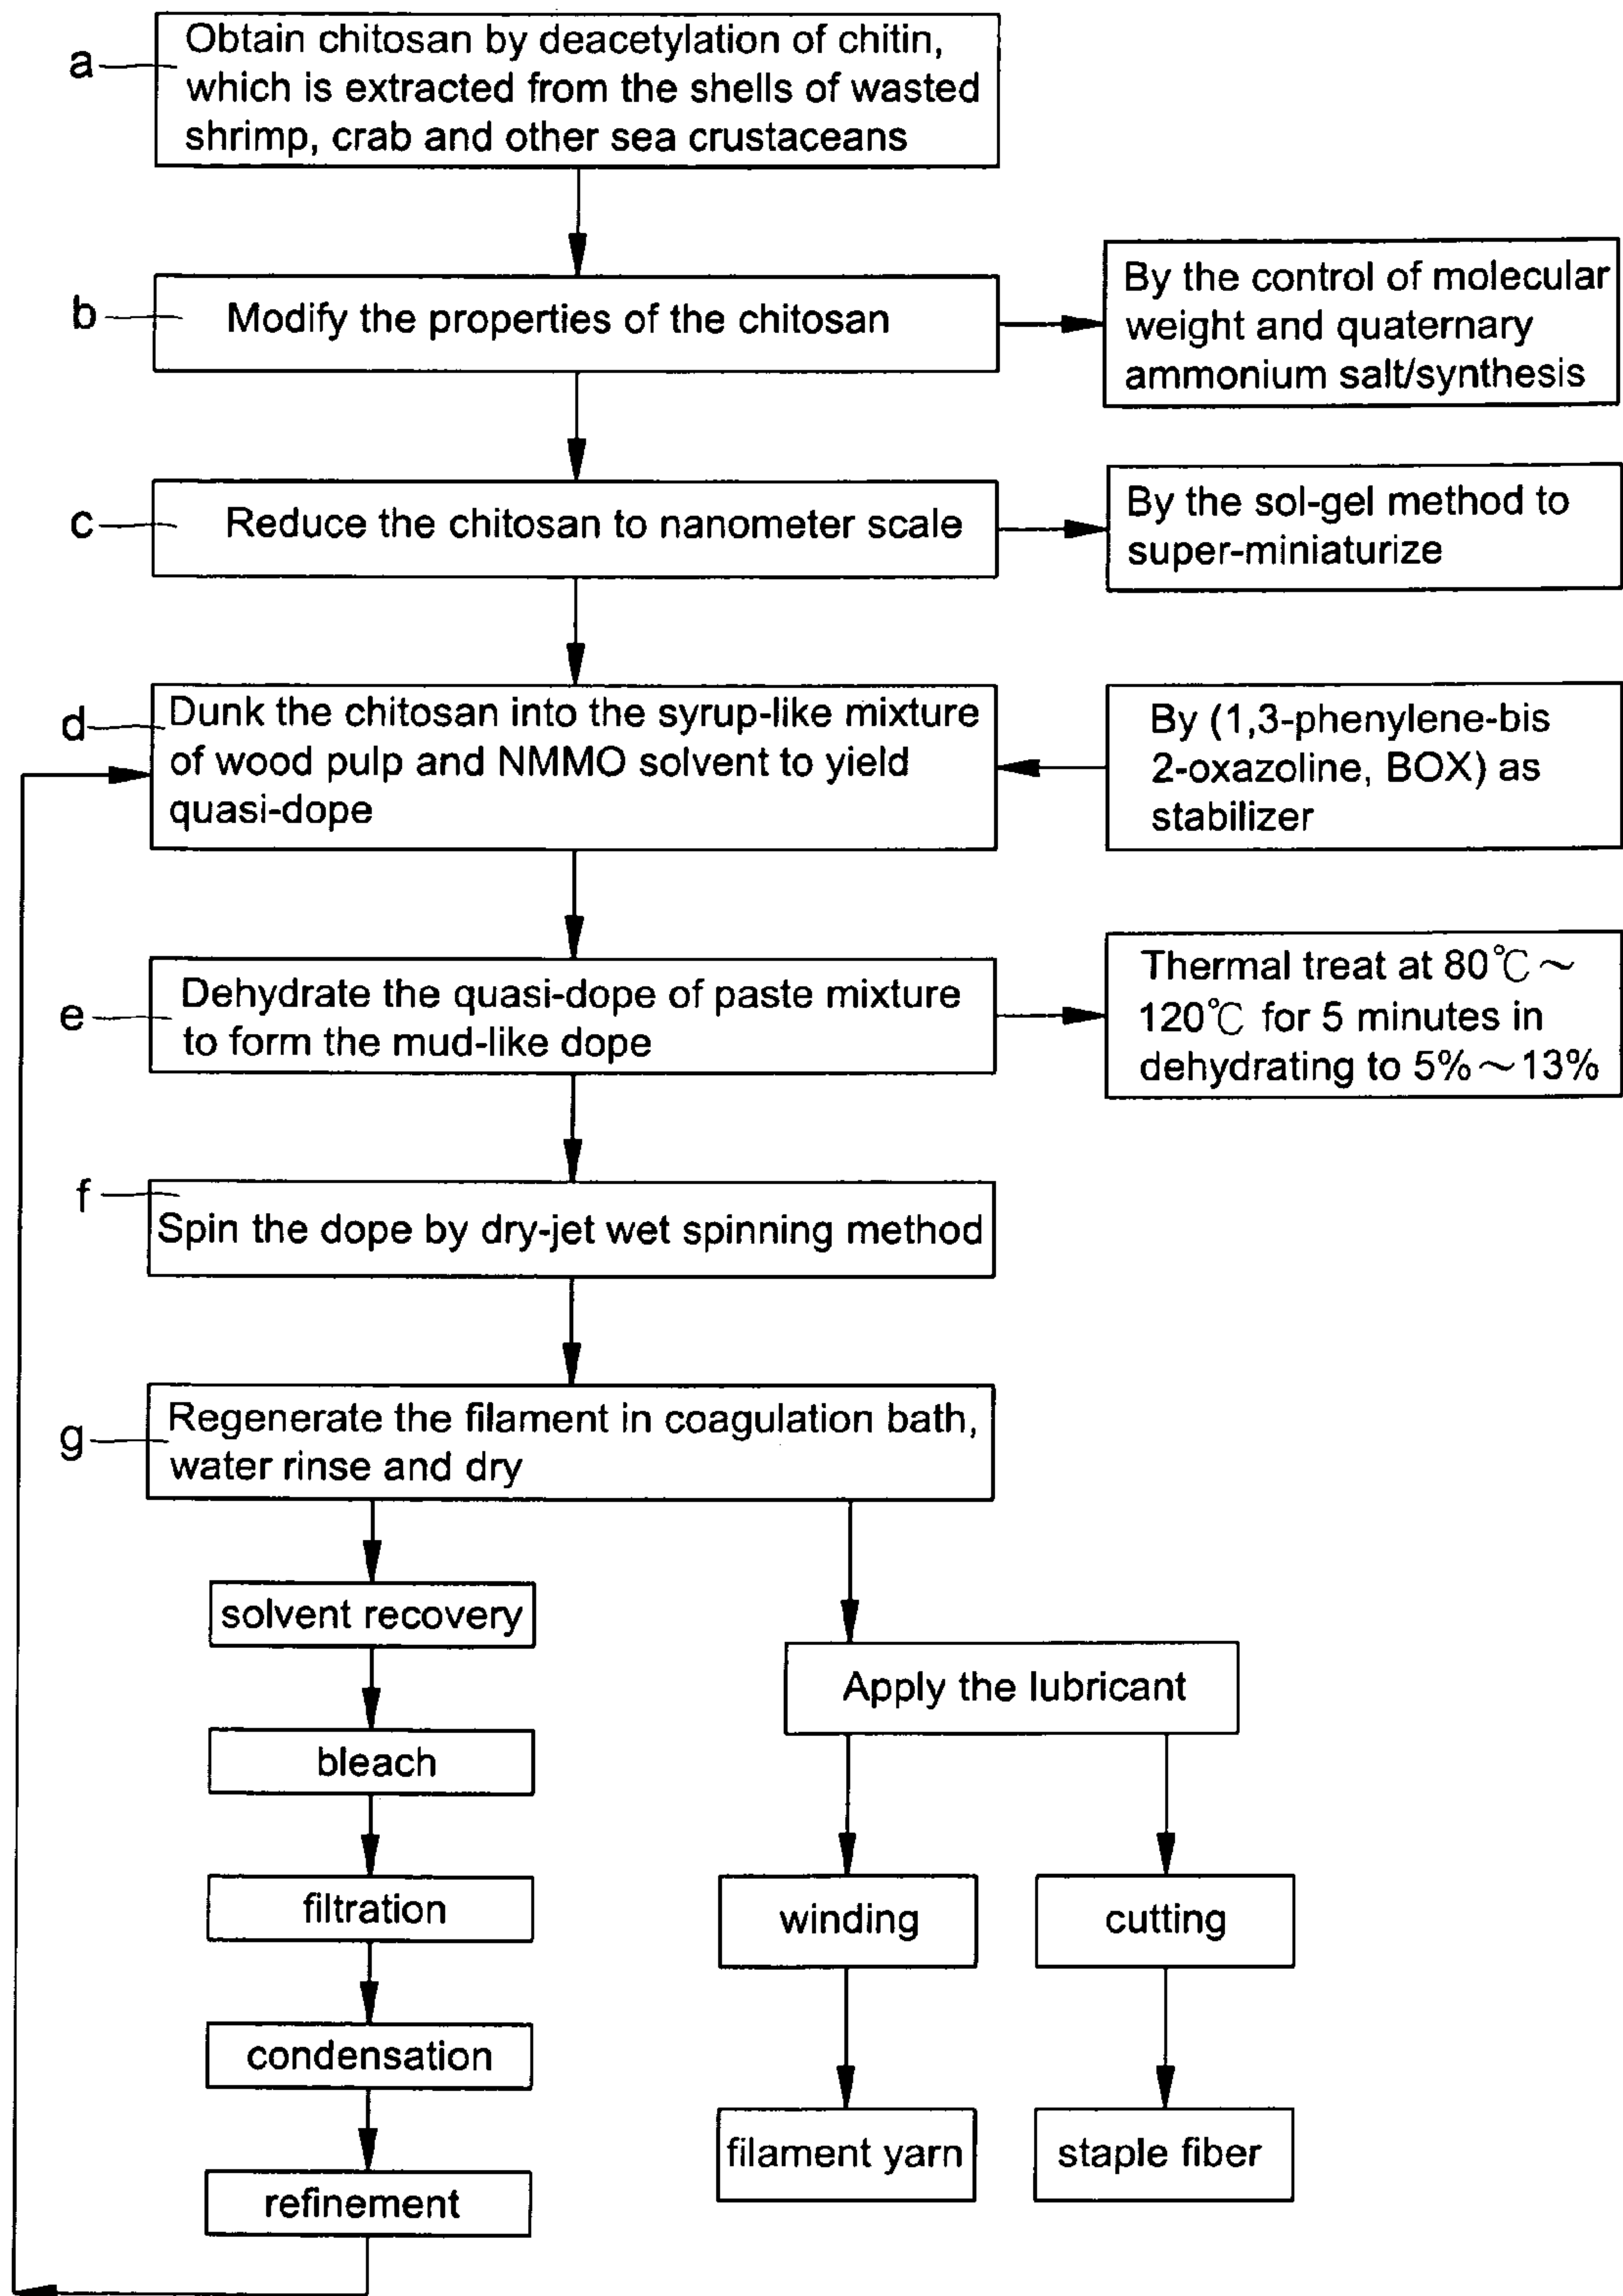 a
Obtain chitosan by deacetylation of chitin,
which is extracted from the shells of wasted
shrimp, crab and other sea crustaceans
b
Modify the properties of the chitosan
By the control of molecular
weight and quaternary
ammonium salt/synthesis
c
Reduce the chitosan to nanometer scale
By the sol-gel method to
super-miniaturize
d
Dunk the chitosan into the syrup-like mixture
of wood pulp and NMMO solvent to yield
quasi-dope
By (1,3-phenylene-bis
2-oxazoline, BOX) as
stabilizer
e
Dehydrate the quasi-dope of paste mixture
to form the mud-like dope
Thermal treat at 80℃～
120℃ for 5 minutes in
dehydrating to 5%～13%
f
Spin the dope by dry-jet wet spinning method
g
Regenerate the filament in coagulation bath,
water rinse and dry
solvent recovery
bleach
filtration
condensation
refinement
Apply the lubricant
winding
cutting
filament yarn
staple fiber